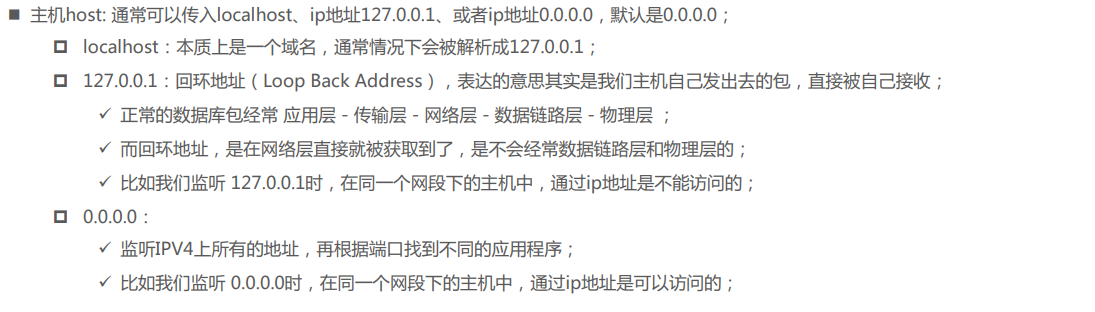 ■ 主机host: 通常可以传入localhost、ip地址127.0.0.1、或者ip地址0.0.0.0，默认是0.0.0.0；
localhost：本质上是一个域名，通常情况下会被解析成127.0.0.1；
127.0.0.1：回环地址（Loop Back Address），表达的意思其实是我们主机自己发出去的包，直接被自己接收；
✓ 正常的数据库包经常 应用层 - 传输层 - 网络层 - 数据链路层 - 物理层 ；
✓ 而回环地址，是在网络层直接就被获取到了，是不会经常数据链路层和物理层的；
✓ 比如我们监听 127.0.0.1时，在同一个网段下的主机中，通过ip地址是不能访问的；
0.0.0.0：
✓ 监听IPV4上所有的地址，再根据端口找到不同的应用程序；
✓ 比如我们监听 0.0.0.0时，在同一个网段下的主机中，通过ip地址是可以访问的；